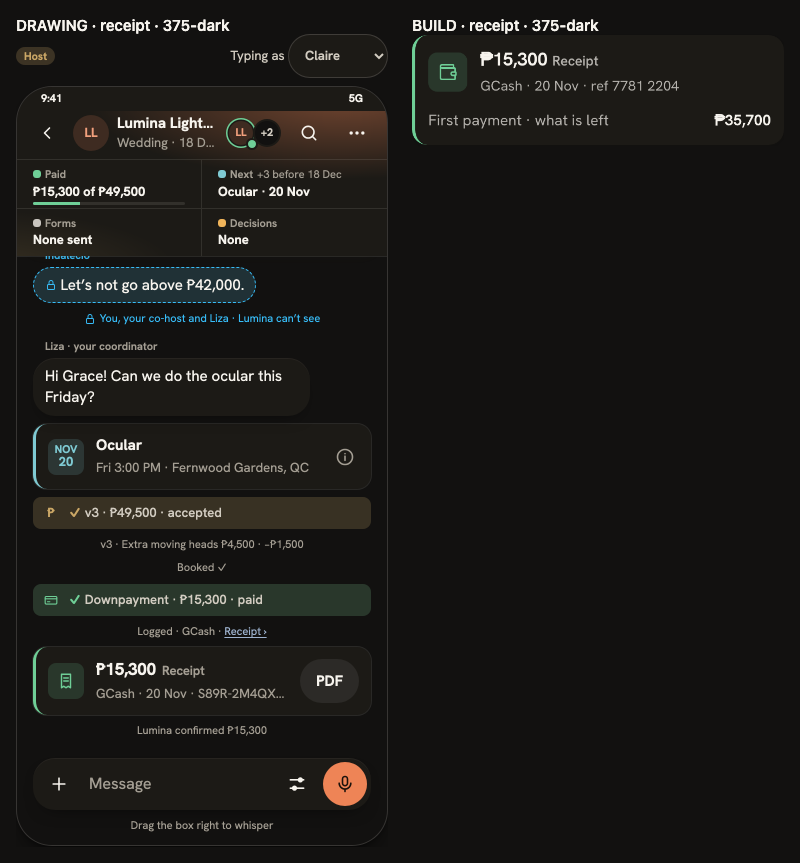 DRAWING · receipt · 375-dark
Host
Typing as
Claire
9:41
5G
LL
Lumina Light...
Wedding · 18 D...
LL
+2
Paid
₱15,300 of ₱49,500
Next +3 before 18 Dec
Ocular · 20 Nov
Forms
None sent
Decisions
None
Indalecio
Let's not go above ₱42,000.
You, your co-host and Liza · Lumina can't see
Liza · your coordinator
Hi Grace! Can we do the ocular this
Friday?
NOV
20
Ocular
Fri 3:00 PM · Fernwood Gardens, QC
₱ ✓ v3 · ₱49,500 · accepted
v3 · Extra moving heads ₱4,500 · −₱1,500
Booked ✓
✓ Downpayment · ₱15,300 · paid
Logged · GCash · Receipt ›
₱15,300 Receipt
GCash · 20 Nov · S89R-2M4QX...
PDF
Lumina confirmed ₱15,300
Message
Drag the box right to whisper
BUILD · receipt · 375-dark
₱15,300 Receipt
GCash · 20 Nov · ref 7781 2204
First payment · what is left
₱35,700